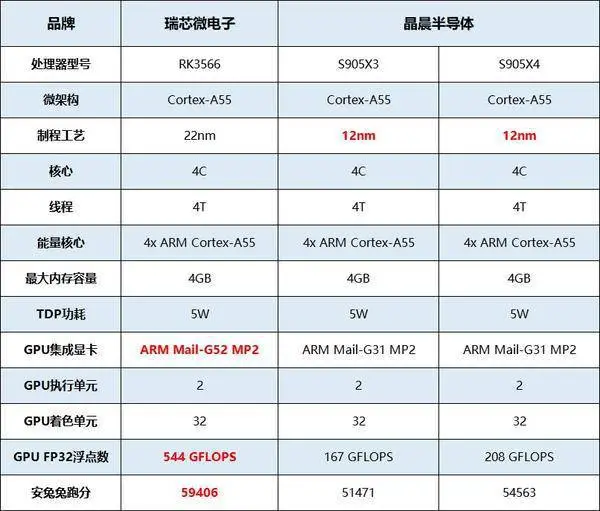 品牌 瑞芯微电子 晶晨半导体
处理器型号 RK3566 S905X3 S905X4
微架构 Cortex-A55 Cortex-A55 Cortex-A55
制程工艺 22nm 12nm 12nm
核心 4C 4C 4C
线程 4T 4T 4T
能量核心 4x ARM Cortex-A55 4x ARM Cortex-A55 4x ARM Cortex-A55
最大内存容量 4GB 4GB 4GB
TDP功耗 5W 5W 5W
GPU集成显卡 ARM Mail-G52 MP2 ARM Mail-G31 MP2 ARM Mail-G31 MP2
GPU执行单元 2 2 2
GPU着色单元 32 32 32
GPU FP32浮点数 544 GFLOPS 167 GFLOPS 208 GFLOPS
安兔兔跑分 59406 51471 54563